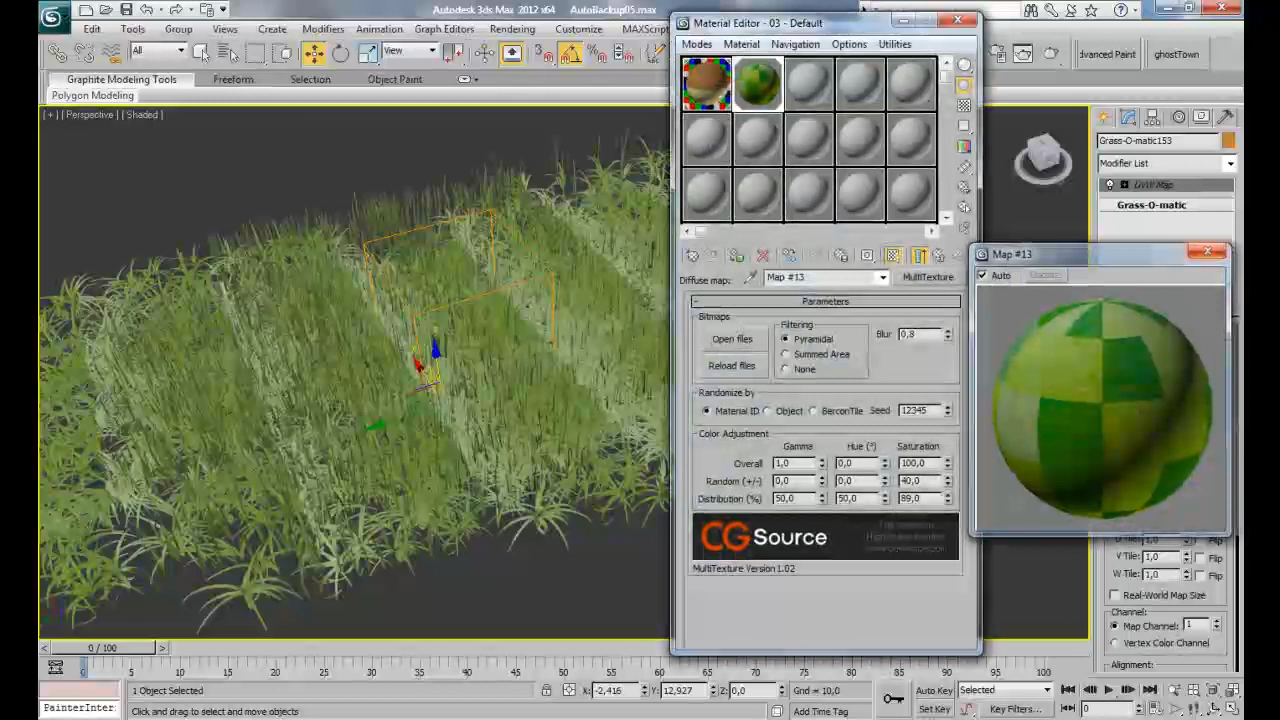 Autodesk 3ds Max 2012 x64 AutoBackup05.max
Edit Tools Group Views Create Modifiers Animation Graph Editors Rendering Customize MAXScript
All View
Graphite Modeling Tools Freeform Selection Object Paint
Polygon Modeling
[ + ] [ Perspective ] [ Shaded ]
Material Editor - 03 - Default
Modes Material Navigation Options Utilities
Diffuse map: Map #13 MultiTexture
Parameters
Bitmaps
Open files
Reload files
Filtering
Pyramidal
Summed Area
None
Blur 0,8
Randomize by
Material ID Object BerconTile Seed 12345
Color Adjustment
Gamma Hue (°) Saturation
Overall 1,0 0,0 100,0
Random (+/-) 0,0 0,0 40,0
Distribution (%) 50,0 50,0 89,0
CG Source
MultiTexture Version 1.02
dvanced Paint ghostTown
Grass-O-matic153
Modifier List
UVW Map
Grass-O-matic
Map #13
Auto Update
U Tile: 1,0 Flip
V Tile: 1,0 Flip
W Tile: 1,0 Flip
Real-World Map Size
Channel:
Map Channel: 1
Vertex Color Channel
Alignment:
0 / 100
0 5 10 15 20 25 30 35 40 45 50 55 60 65 70 75 80 85 90 95 100
1 Object Selected X: -2,416 Y: 12,927 Z: 0,0 Grid = 10,0 Auto Key Selected
PainterInter Click and drag to select and move objects Add Time Tag Set Key Key Filters... 0